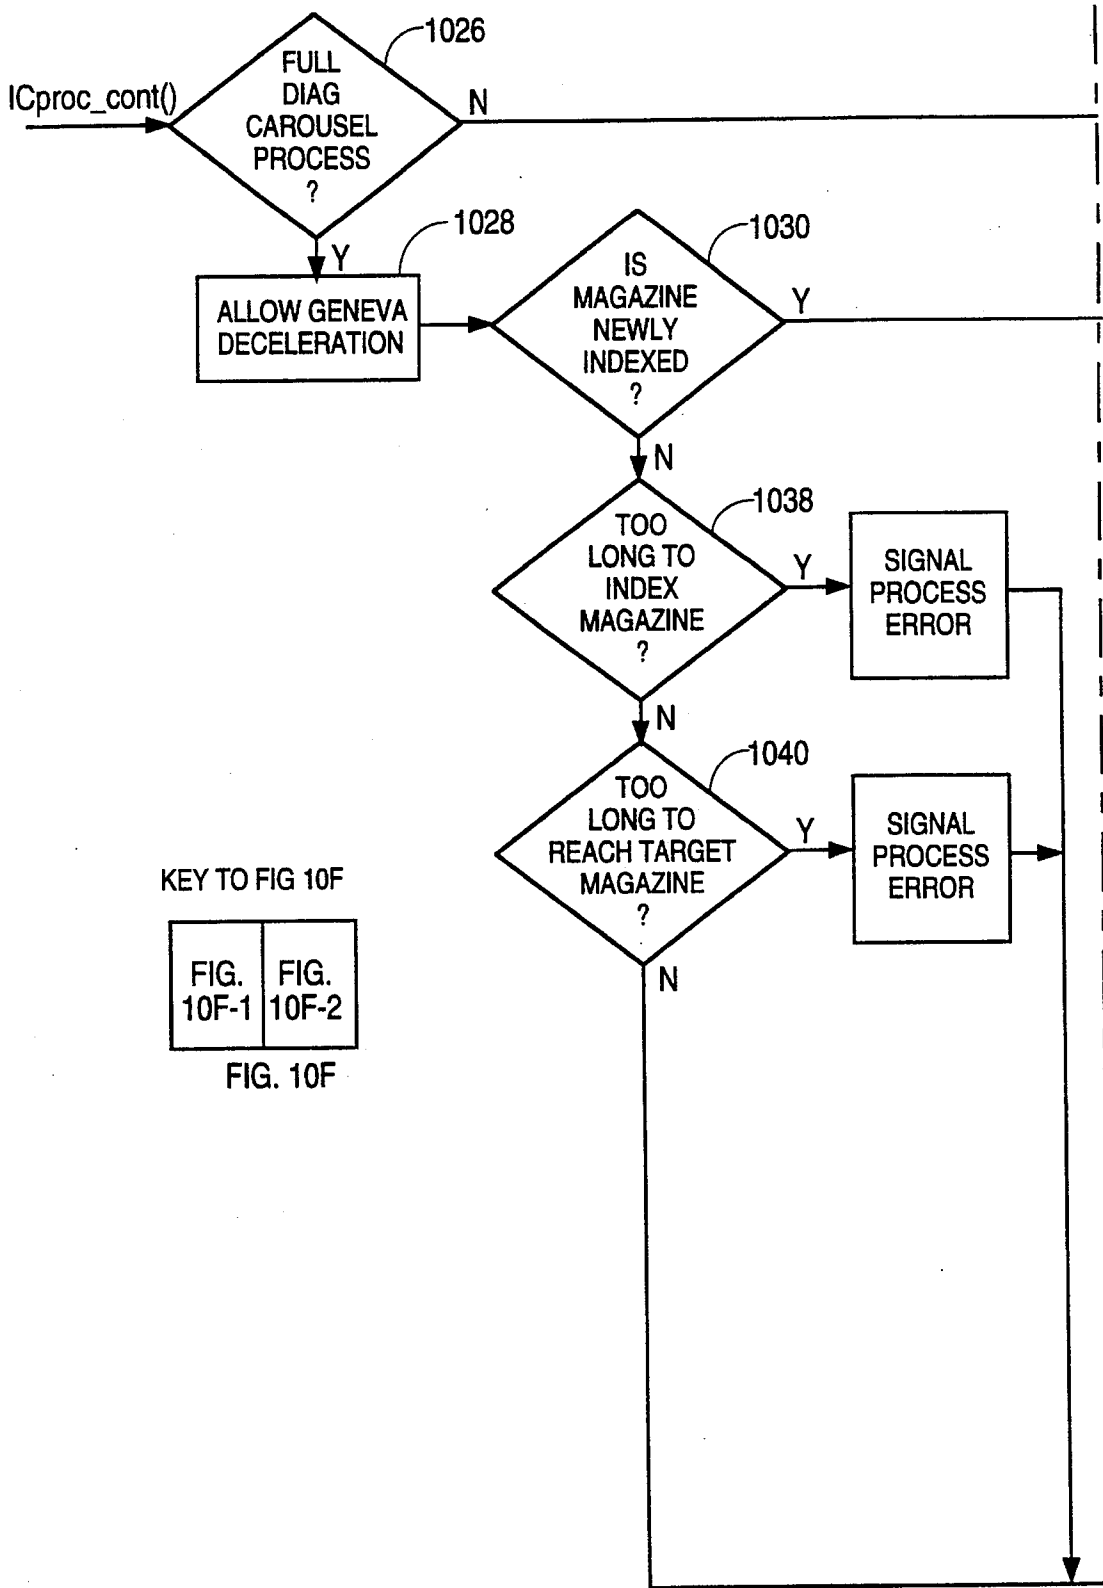 1026
FULL
DIAG
CAROUSEL
PROCESS
?
ICproc_cont()
N
Y
1028
ALLOW GENEVA
DECELERATION
1030
IS
MAGAZINE
NEWLY
INDEXED
?
Y
N
1038
TOO
LONG TO
INDEX
MAGAZINE
?
Y
SIGNAL
PROCESS
ERROR
N
1040
TOO
LONG TO
REACH TARGET
MAGAZINE
?
Y
SIGNAL
PROCESS
ERROR
N
KEY TO FIG 10F
FIG.
10F-1
FIG.
10F-2
FIG. 10F